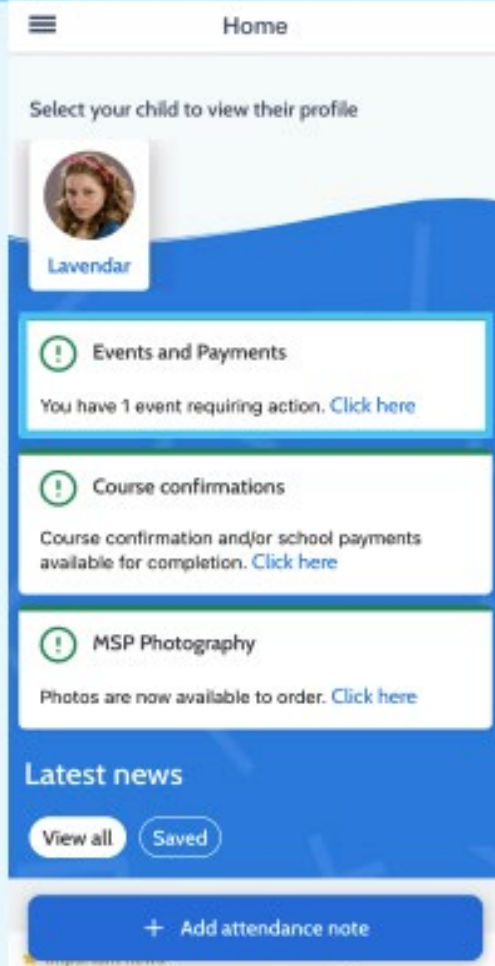 Home
Select your child to view their profile
Lavendar
Events and Payments
You have 1 event requiring action. Click here
Course confirmations
Course confirmation and/or school payments
available for completion. Click here
MSP Photography
Photos are now available to order. Click here
Latest news
View all
Saved
+ Add attendance note